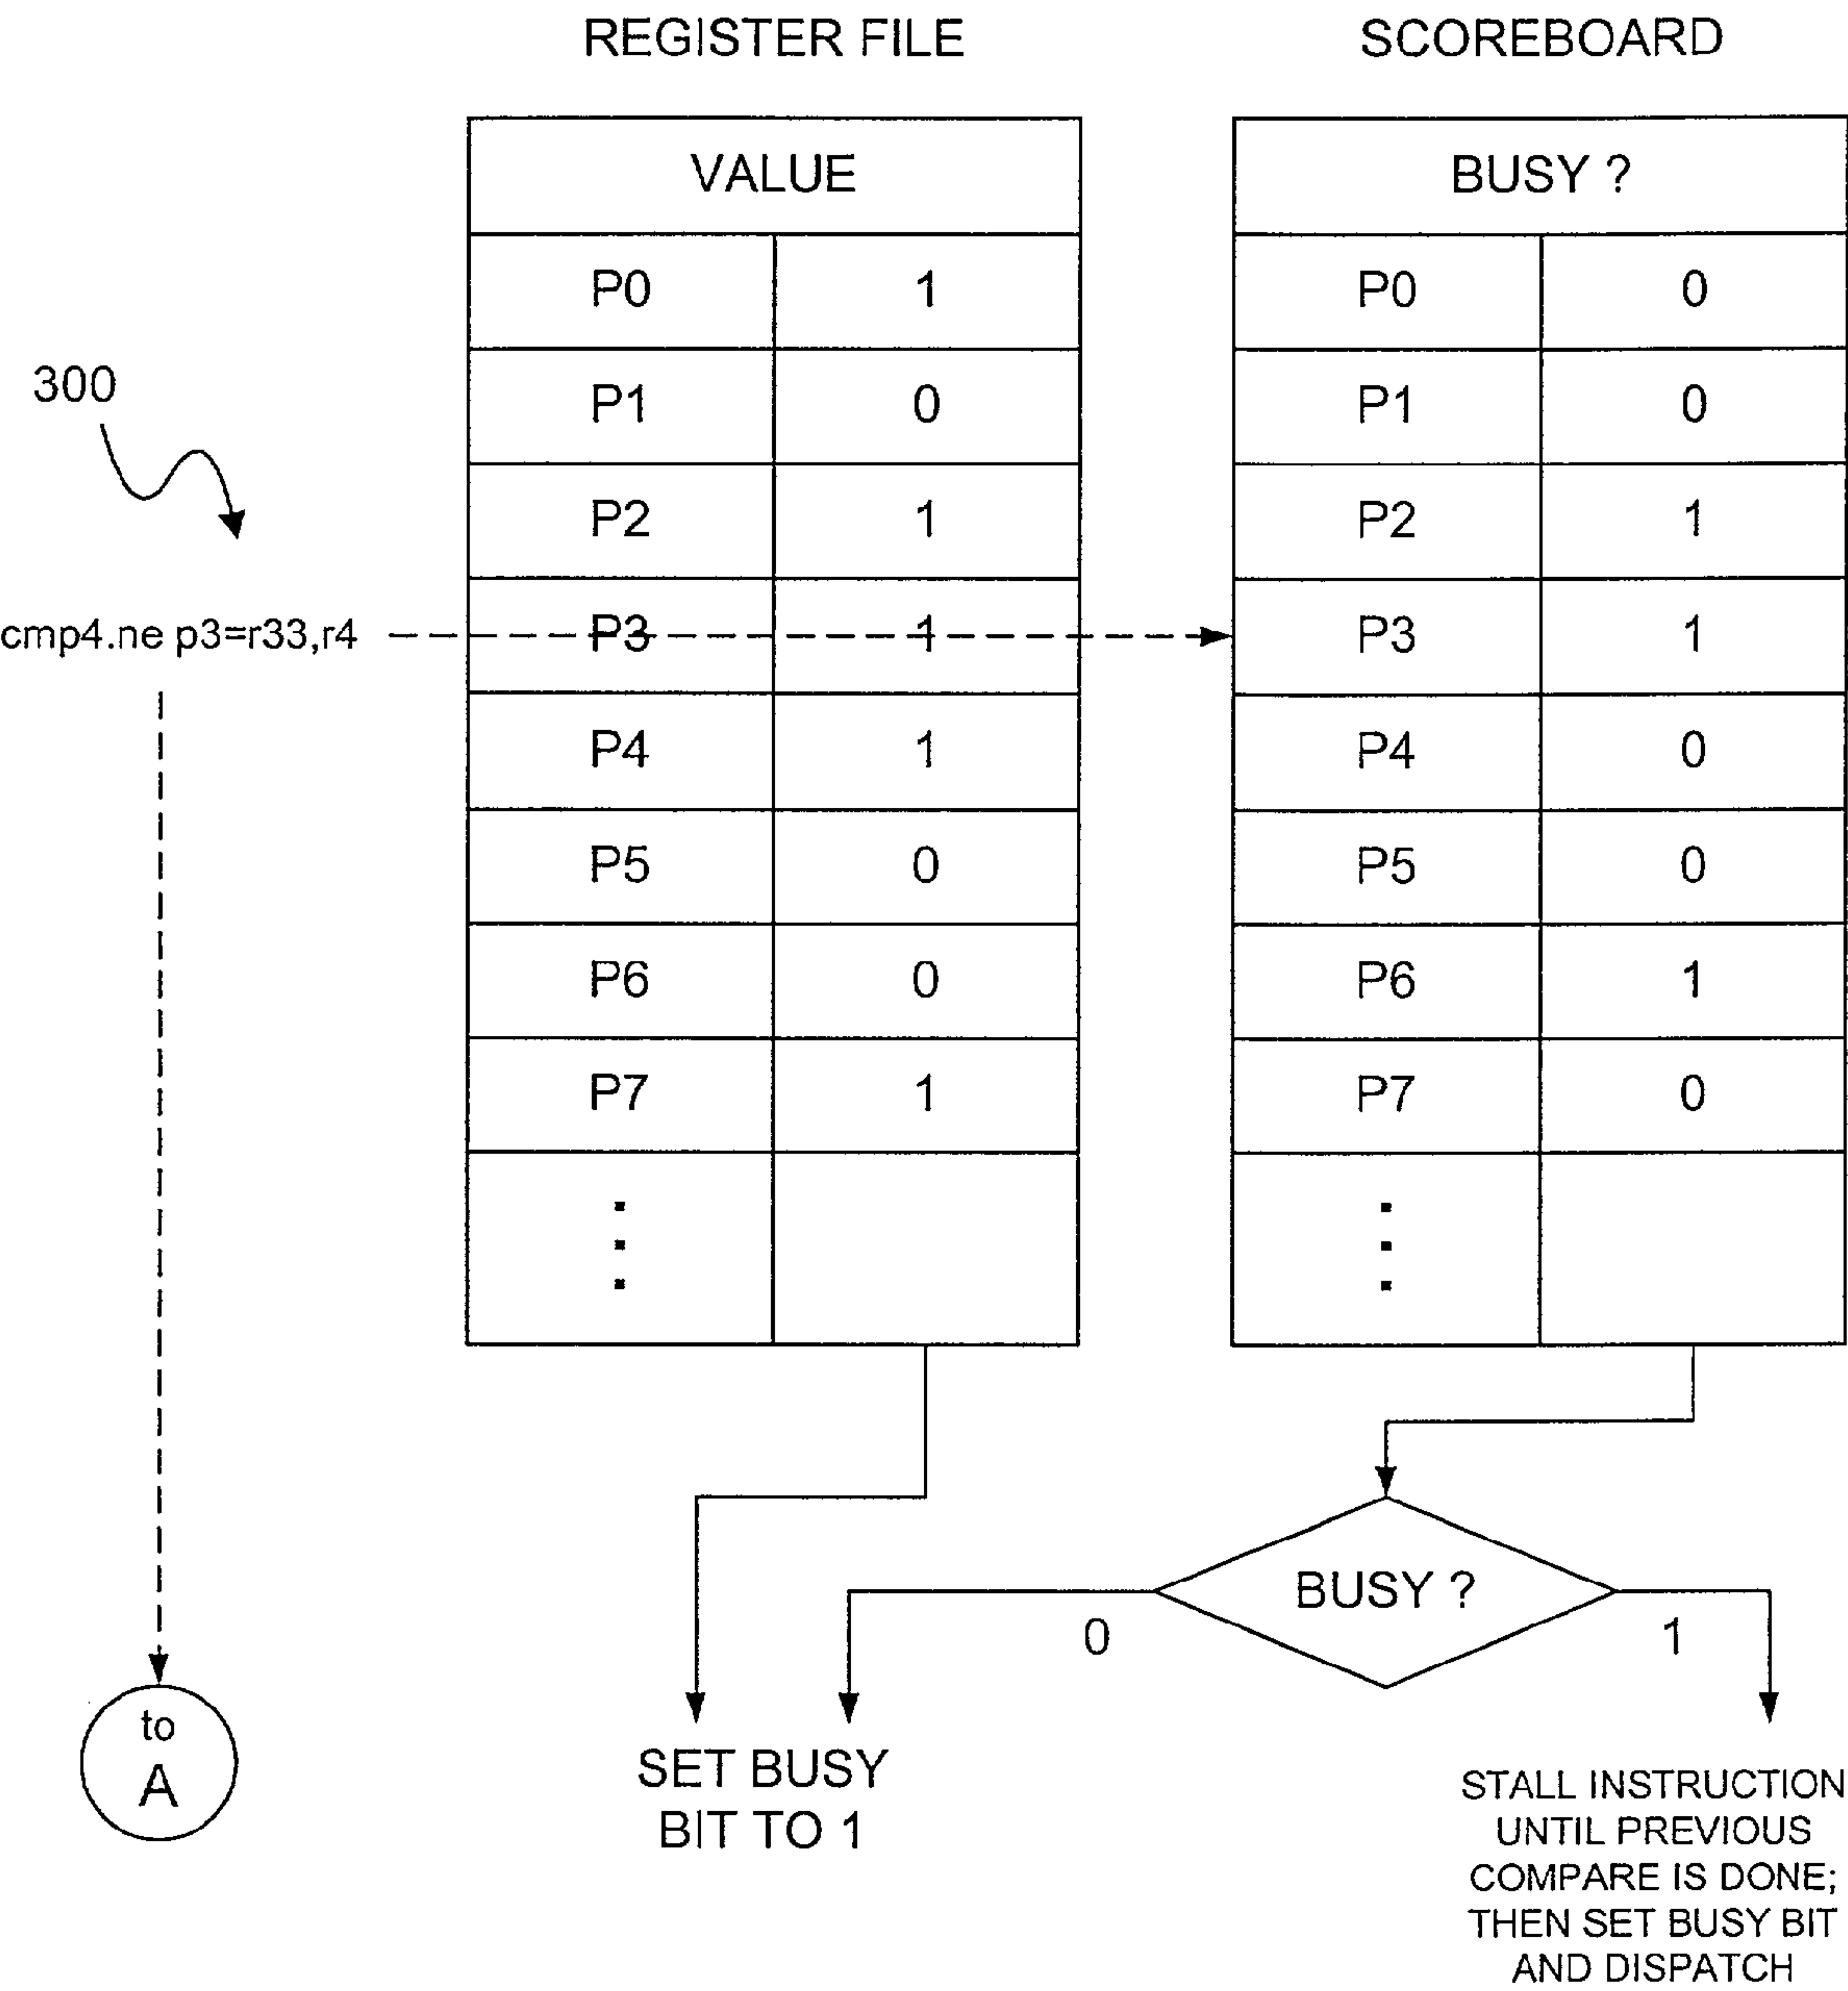 REGISTER FILE
SCOREBOARD
VALUE
BUSY ?
P0 1
P0 0
P1 0
P1 0
300
P2 1
P2 1
cmp4.ne p3=r33,r4
P3 1
P3 1
P4 1
P4 0
P5 0
P5 0
P6 0
P6 1
P7 1
P7 0
BUSY ?
0
1
to
A
SET BUSY
BIT TO 1
STALL INSTRUCTION
UNTIL PREVIOUS
COMPARE IS DONE;
THEN SET BUSY BIT
AND DISPATCH